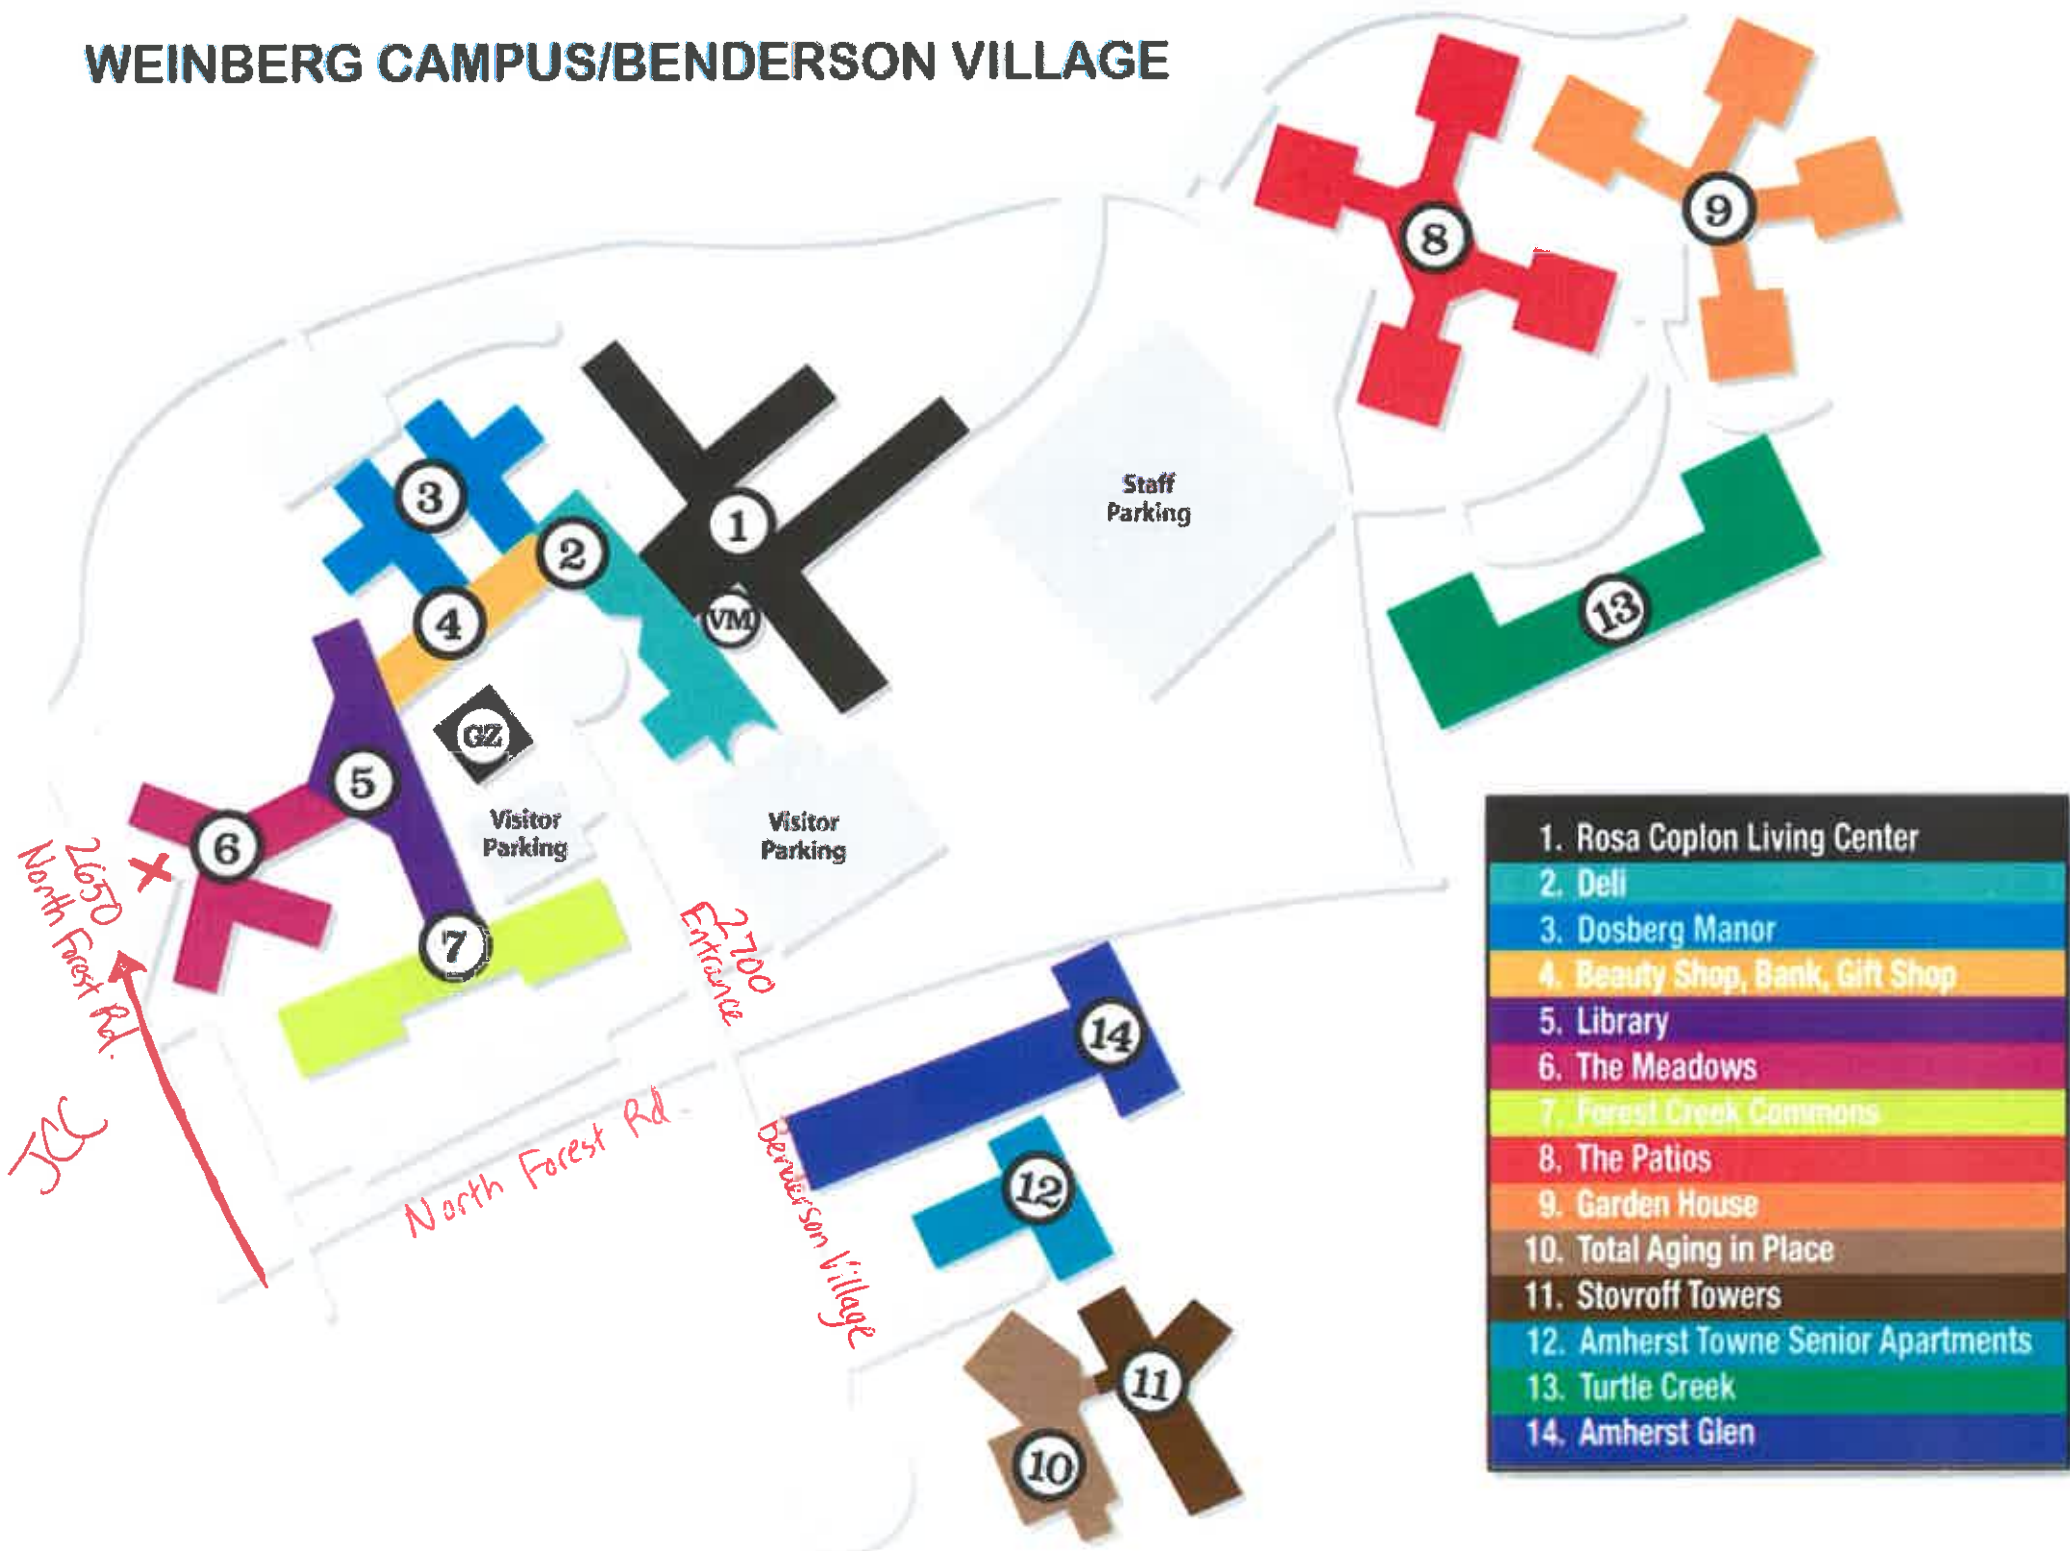 WEINBERG CAMPUS/BENDERSON VILLAGE
8
9
3
1
2
Staff
Parking
4
VM
13
GZ
5
6
Visitor
Parking
Visitor
Parking
2650
North Forest Rd.
7
2700
Entrance
14
JCC
North Forest Rd.
Benderson Village
12
11
10
1. Rosa Coplon Living Center
2. Deli
3. Dosberg Manor
4. Beauty Shop, Bank, Gift Shop
5. Library
6. The Meadows
7. Forest Creek Commons
8. The Patios
9. Garden House
10. Total Aging in Place
11. Stovroff Towers
12. Amherst Towne Senior Apartments
13. Turtle Creek
14. Amherst Glen